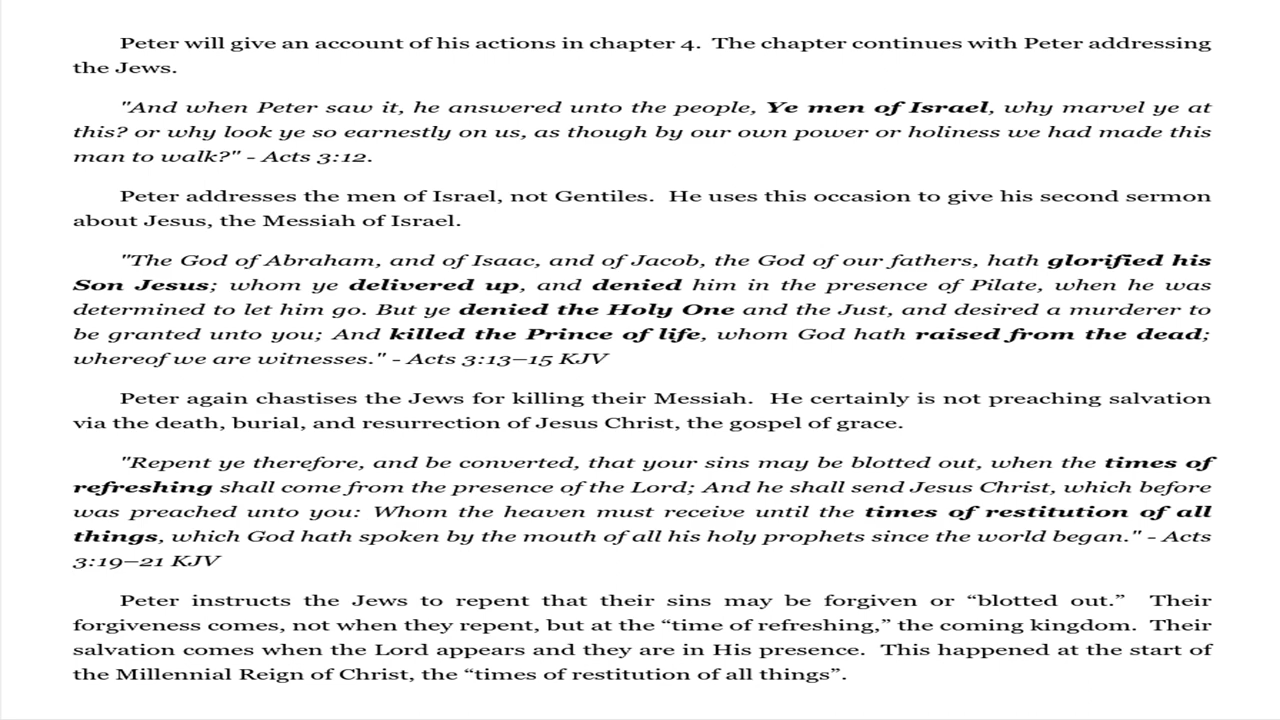 Peter will give an account of his actions in chapter 4.  The chapter continues with Peter addressing
the Jews.
"And when Peter saw it, he answered unto the people, Ye men of Israel, why marvel ye at
this? or why look ye so earnestly on us, as though by our own power or holiness we had made this
man to walk?" - Acts 3:12.
Peter addresses the men of Israel, not Gentiles.  He uses this occasion to give his second sermon
about Jesus, the Messiah of Israel.
"The God of Abraham, and of Isaac, and of Jacob, the God of our fathers, hath glorified his
Son Jesus; whom ye delivered up, and denied him in the presence of Pilate, when he was
determined to let him go. But ye denied the Holy One and the Just, and desired a murderer to
be granted unto you; And killed the Prince of life, whom God hath raised from the dead;
whereof we are witnesses." - Acts 3:13–15 KJV
Peter again chastises the Jews for killing their Messiah.  He certainly is not preaching salvation
via the death, burial, and resurrection of Jesus Christ, the gospel of grace.
"Repent ye therefore, and be converted, that your sins may be blotted out, when the times of
refreshing shall come from the presence of the Lord; And he shall send Jesus Christ, which before
was preached unto you: Whom the heaven must receive until the times of restitution of all
things, which God hath spoken by the mouth of all his holy prophets since the world began." - Acts
3:19–21 KJV
Peter instructs the Jews to repent that their sins may be forgiven or “blotted out.”  Their
forgiveness comes, not when they repent, but at the “time of refreshing,” the coming kingdom.  Their
salvation comes when the Lord appears and they are in His presence.  This happened at the start of
the Millennial Reign of Christ, the “times of restitution of all things”.